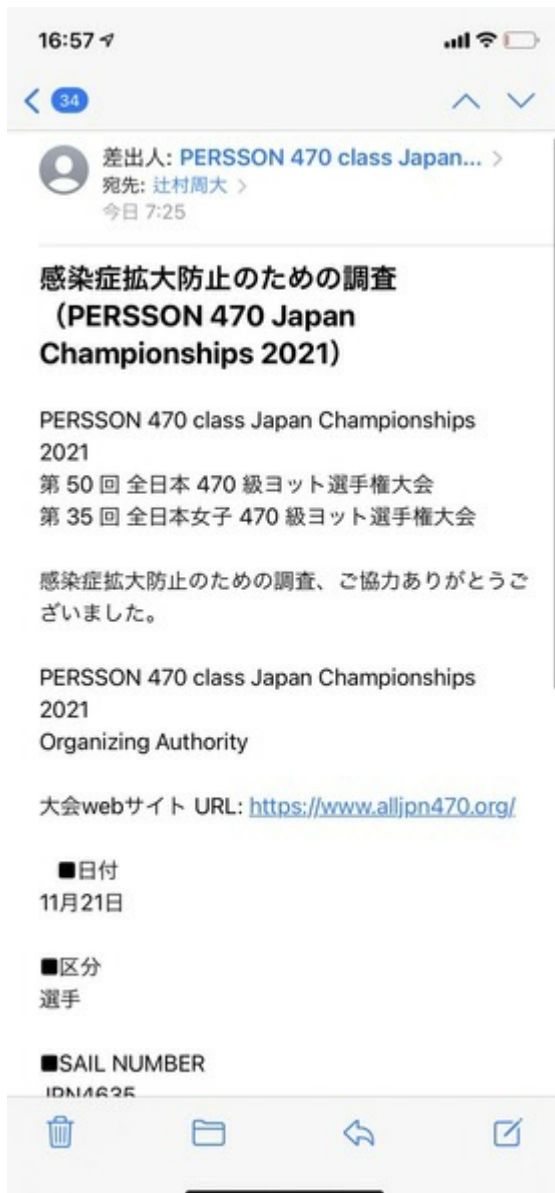 16:57
34
差出人: PERSSON 470 class Japan...
宛先: 辻村周大
今日 7:25
感染症拡大防止のための調査
（PERSSON 470 Japan
Championships 2021）
PERSSON 470 class Japan Championships
2021
第 50 回 全日本 470 級ヨット選手権大会
第 35 回 全日本女子 470 級ヨット選手権大会
感染症拡大防止のための調査、ご協力ありがとうご
ざいました。
PERSSON 470 class Japan Championships
2021
Organizing Authority
大会webサイト URL: https://www.alljpn470.org/
■日付
11月21日
■区分
選手
■SAIL NUMBER
JPN4635